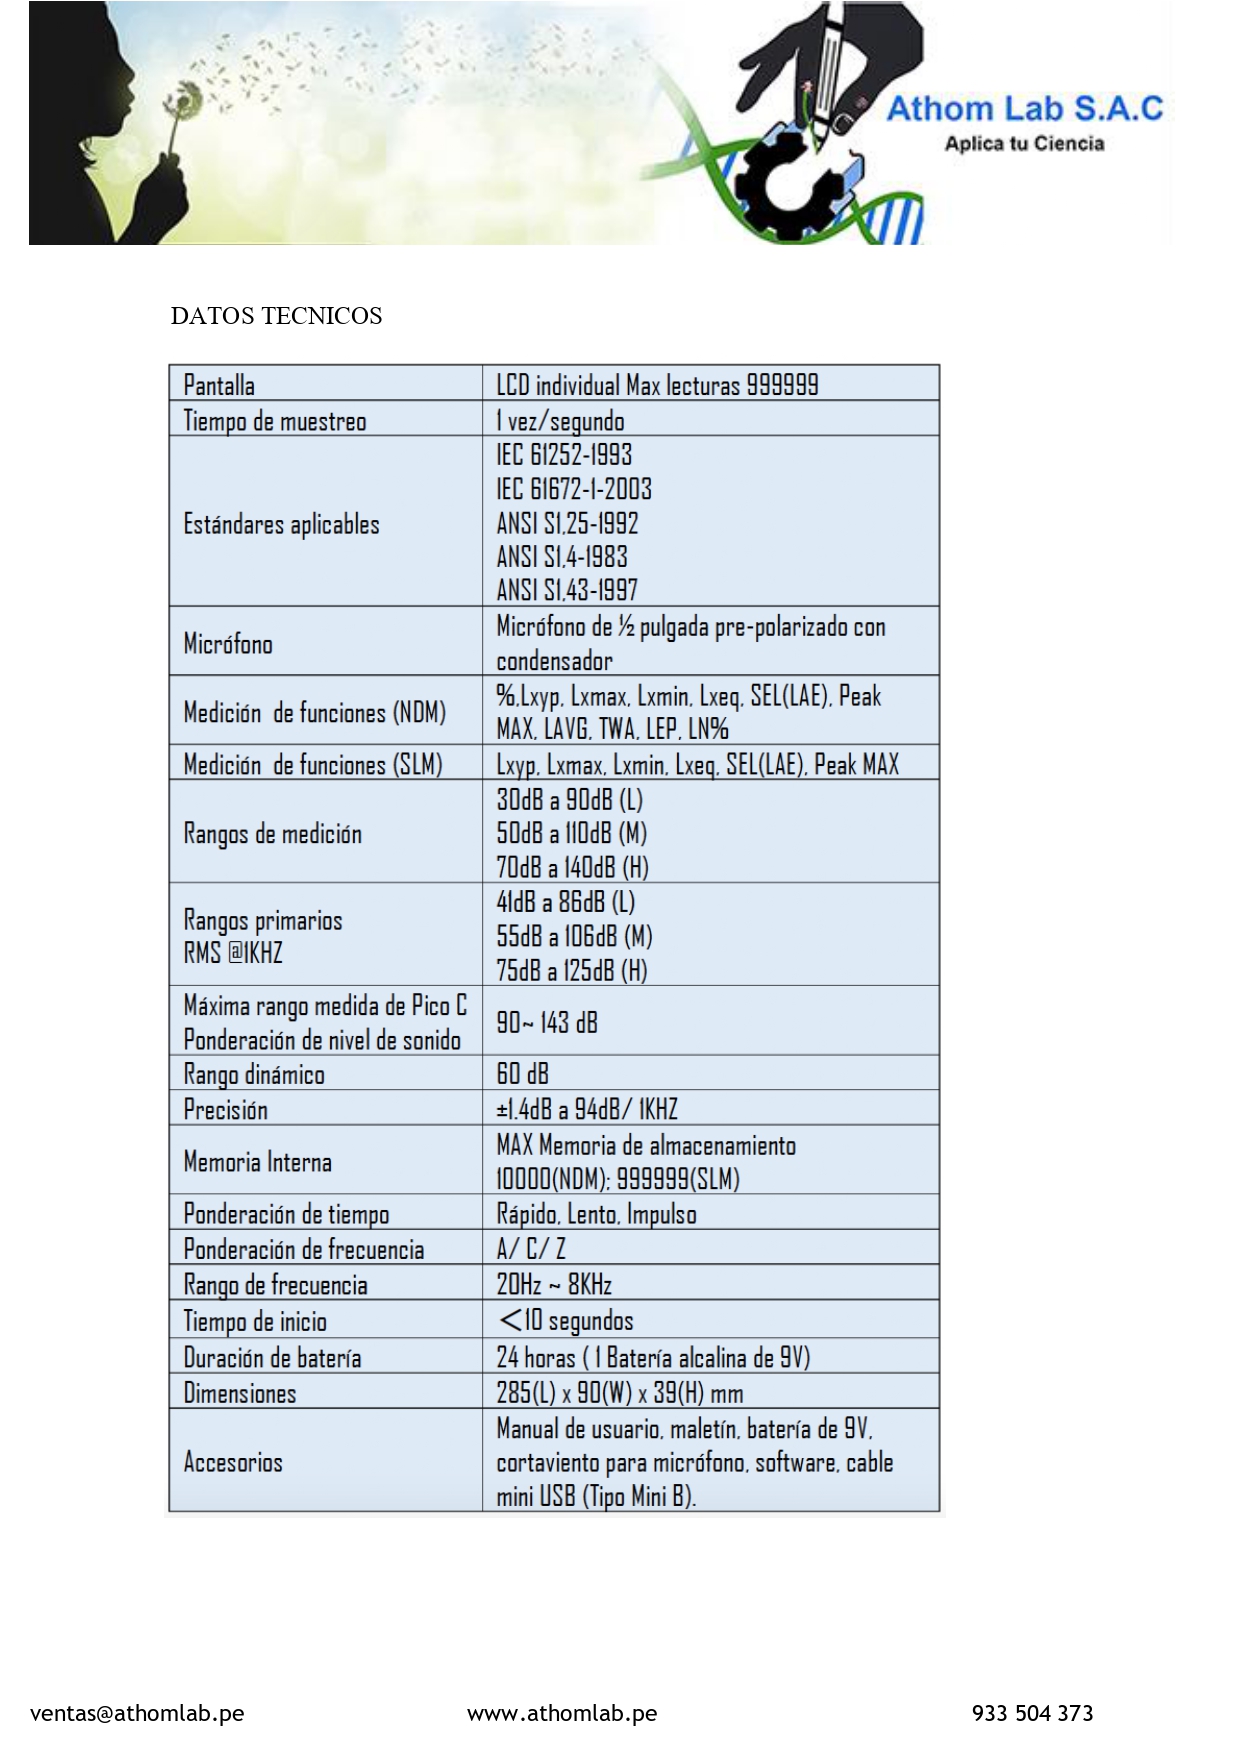 Athom Lab S.A.C
Aplica tu Ciencia
DATOS TECNICOS
Pantalla LCD individual Max lecturas 999999
Tiempo de muestreo 1 vez/segundo
Estándares aplicables
IEC 61252-1993
IEC 61672-1-2003
ANSI S1.25-1992
ANSI S1.4-1983
ANSI S1.43-1997
Micrófono
Micrófono de ½ pulgada pre-polarizado con
condensador
Medición de funciones (NDM)
%,Lxyp, Lxmax, Lxmin, Lxeq, SEL(LAE), Peak
MAX, LAVG, TWA, LEP, LN%
Medición de funciones (SLM) Lxyp, Lxmax, Lxmin, Lxeq, SEL(LAE), Peak MAX
Rangos de medición
30dB a 90dB (L)
50dB a 110dB (M)
70dB a 140dB (H)
Rangos primarios
RMS @1KHZ
41dB a 86dB (L)
55dB a 106dB (M)
75dB a 125dB (H)
Máxima rango medida de Pico C
Ponderación de nivel de sonido
90~ 143 dB
Rango dinámico 60 dB
Precisión ±1.4dB a 94dB/ 1KHZ
Memoria Interna
MAX Memoria de almacenamiento
10000(NDM); 999999(SLM)
Ponderación de tiempo Rápido, Lento, Impulso
Ponderación de frecuencia A/ C/ Z
Rango de frecuencia 20Hz ~ 8KHz
Tiempo de inicio <10 segundos
Duración de batería 24 horas ( 1 Batería alcalina de 9V)
Dimensiones 285(L) x 90(W) x 39(H) mm
Accesorios
Manual de usuario, maletín, batería de 9V,
cortaviento para micrófono, software, cable
mini USB (Tipo Mini B).
ventas@athomlab.pe www.athomlab.pe 933 504 373